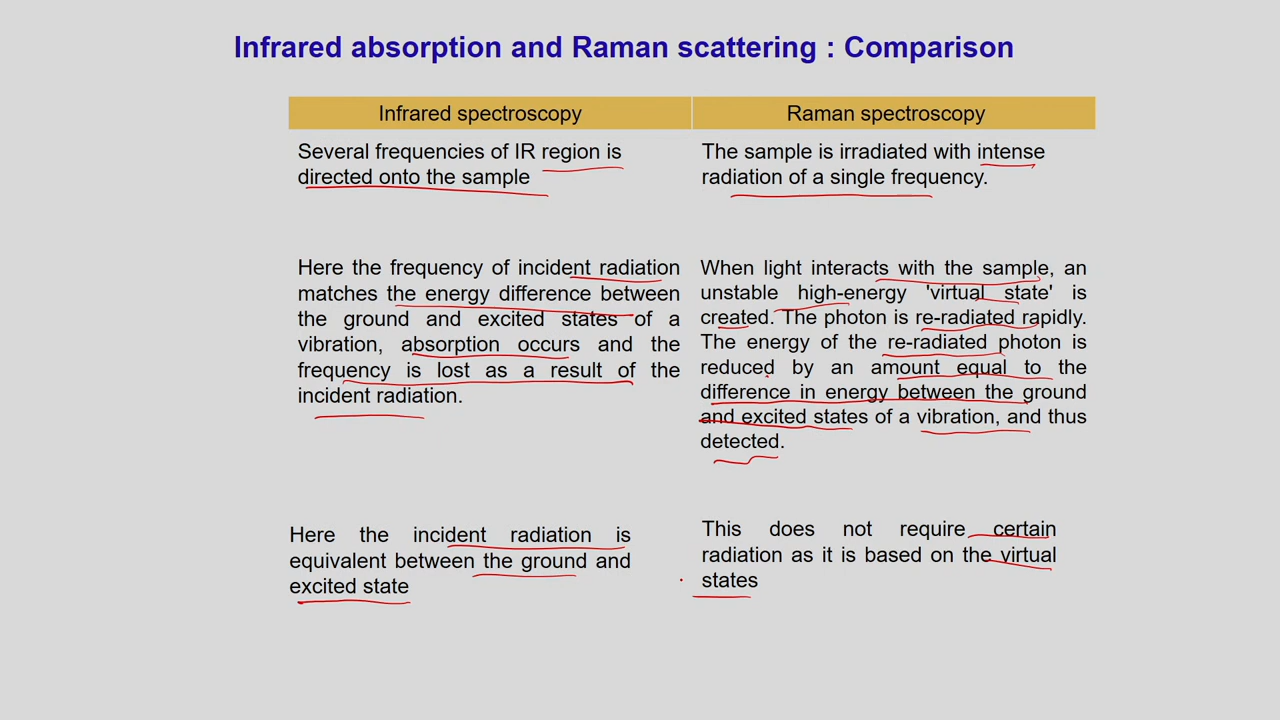 Infrared absorption and Raman scattering : Comparison
Infrared spectroscopy
Raman spectroscopy
Several frequencies of IR region is
directed onto the sample
The sample is irradiated with intense
radiation of a single frequency.
Here the frequency of incident radiation
matches the energy difference between
the ground and excited states of a
vibration, absorption occurs and the
frequency is lost as a result of the
incident radiation.
When light interacts with the sample, an
unstable high-energy 'virtual state' is
created. The photon is re-radiated rapidly.
The energy of the re-radiated photon is
reduced by an amount equal to the
difference in energy between the ground
and excited states of a vibration, and thus
detected.
Here the incident radiation is
equivalent between the ground and
excited state
This does not require certain
radiation as it is based on the virtual
states